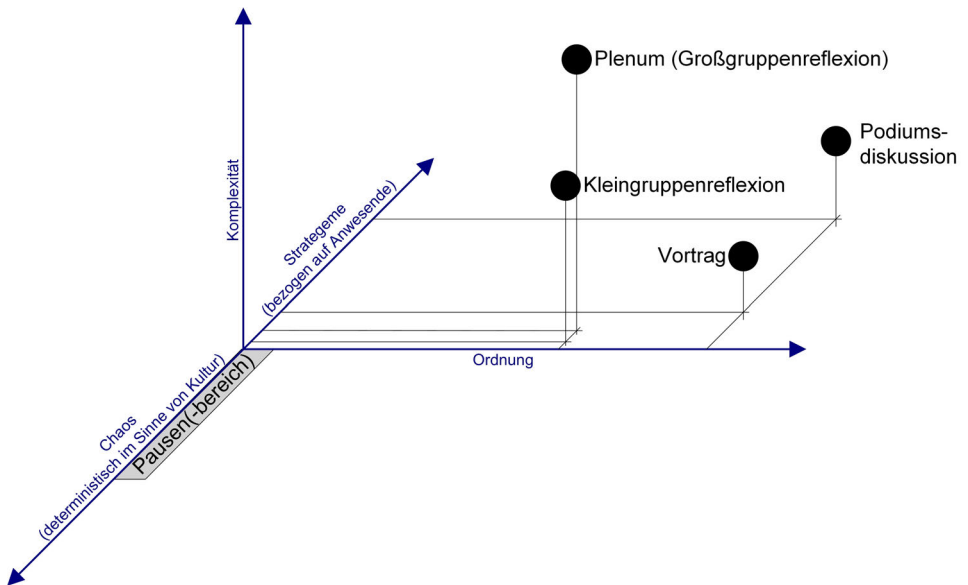 Plenum (Großgruppenreflexion)
Podiums-
diskussion
Kleingruppenreflexion
Komplexität
Strategeme
(bezogen auf Anwesende)
Vortrag
Ordnung
Chaos
(deterministisch im Sinne von Kultur)
Pausen(-bereich)